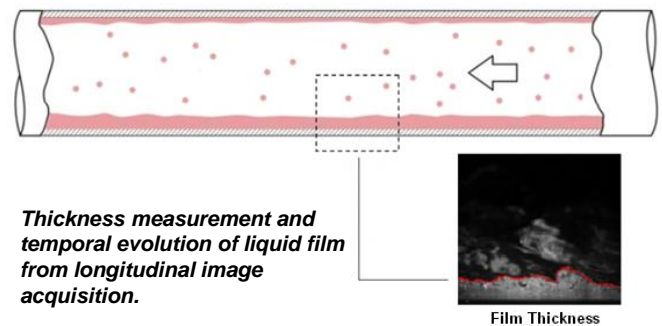 Thickness measurement and
temporal evolution of liquid film
from longitudinal image
acquisition.
Film Thickness